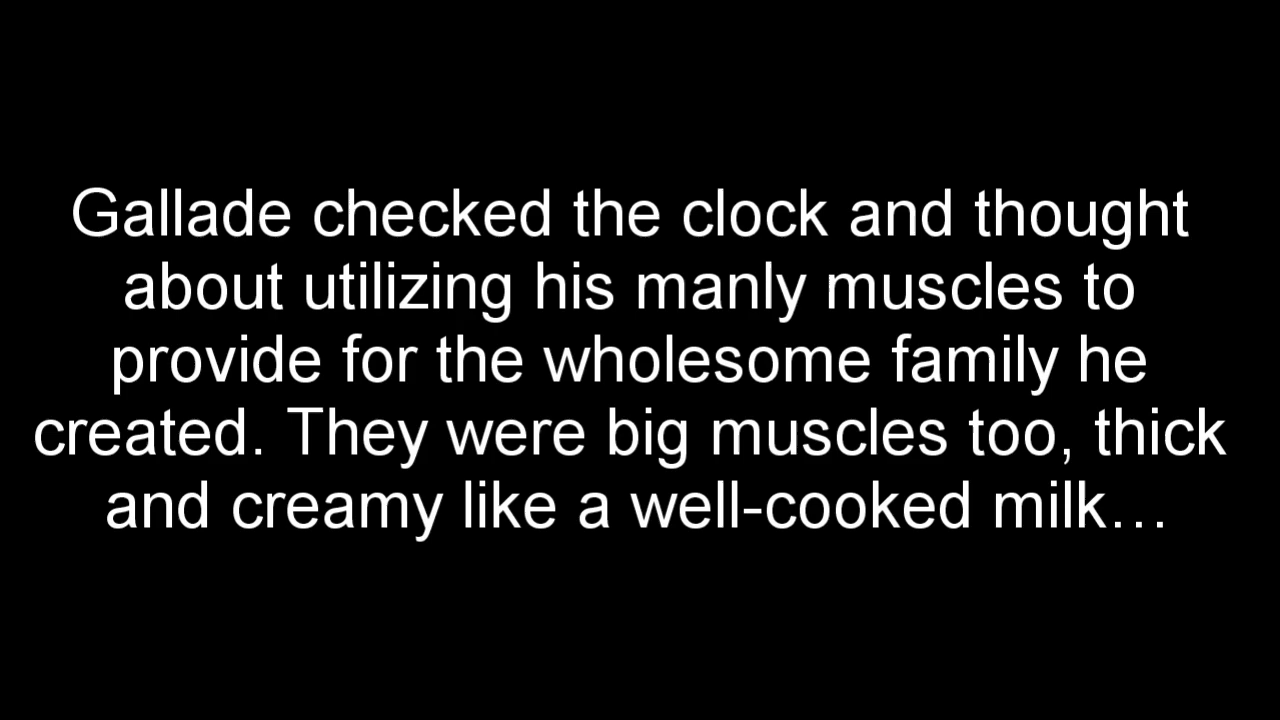 Gallade checked the clock and thought
about utilizing his manly muscles to
provide for the wholesome family he
created. They were big muscles too, thick
and creamy like a well-cooked milk…